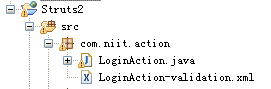 Struts2
src
com.niit.action
LoginAction.java
LoginAction-validation.xml